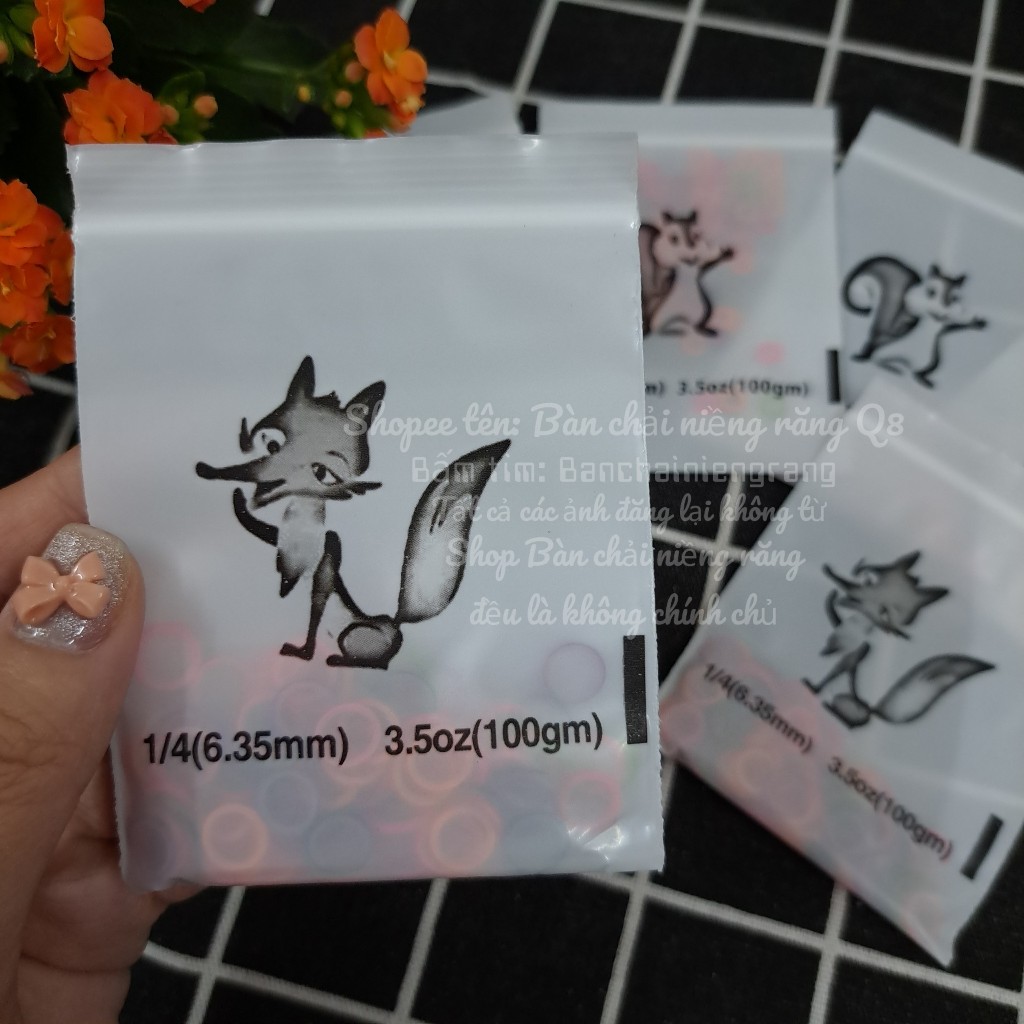 m) 3.5oz(100gm)
Shopee tên: Bàn chải niềng răng Q8
Bấm tìm: Banchainiengrang
Tất cả các ảnh đăng lại không từ
Shop Bàn chải niềng răng
đều là không chính chủ
1/4(6.35mm) 3.5oz(100gm)
1/4(6.35mm) 3.5oz(100gm)